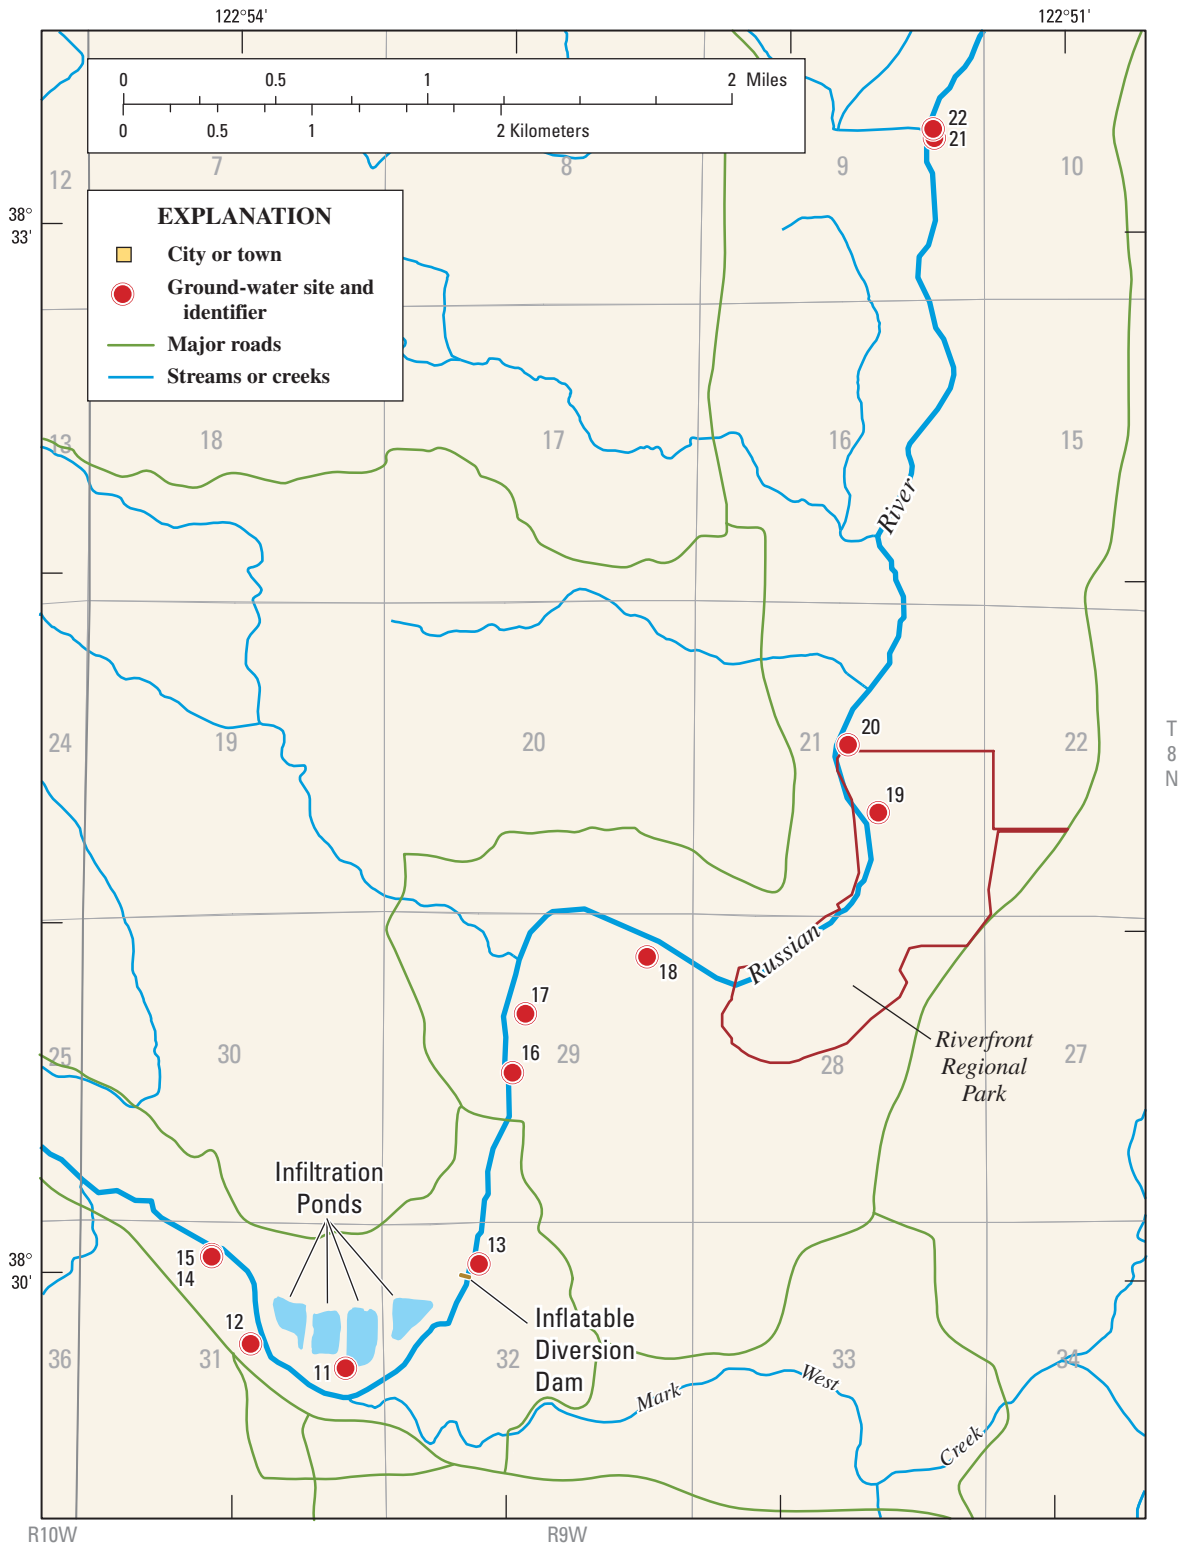 122°54'
122°51'
0
0.5
1
2 Miles
0
0.5
1
2 Kilometers
22
21
12
7
8
9
10
38°
33'
EXPLANATION
City or town
Ground-water site and
identifier
Major roads
Streams or creeks
13
18
17
16
15
River
24
19
20
21
20
22
T
8
N
19
Russian
18
17
16
25
30
29
28
27
Riverfront
Regional
Park
Infiltration
Ponds
15
14
13
38°
30'
12
11
Inflatable
Diversion
Dam
36
31
32
33
34
Mark
West
Creek
R10W
R9W